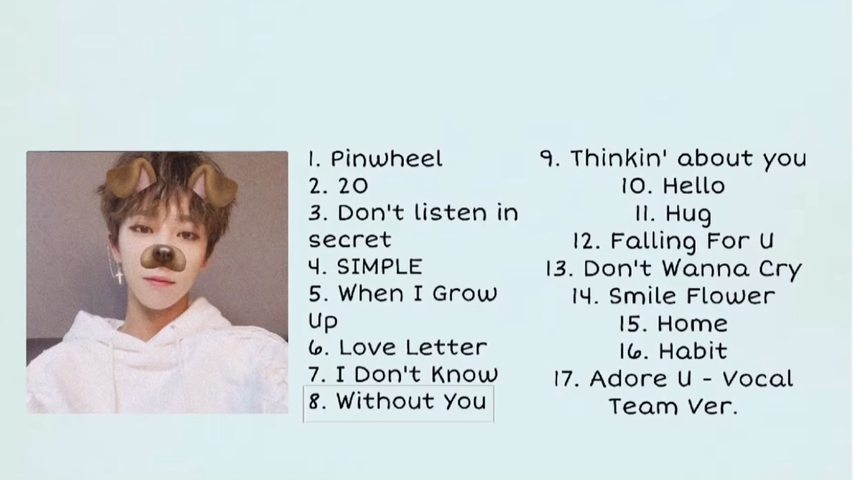 1. Pinwheel
2. 20
3. Don't listen in
secret
4. SIMPLE
5. When I Grow
Up
6. Love Letter
7. I Don't Know
8. Without You
9. Thinkin' about you
10. Hello
11. Hug
12. Falling For U
13. Don't Wanna Cry
14. Smile Flower
15. Home
16. Habit
17. Adore U - Vocal
Team Ver.